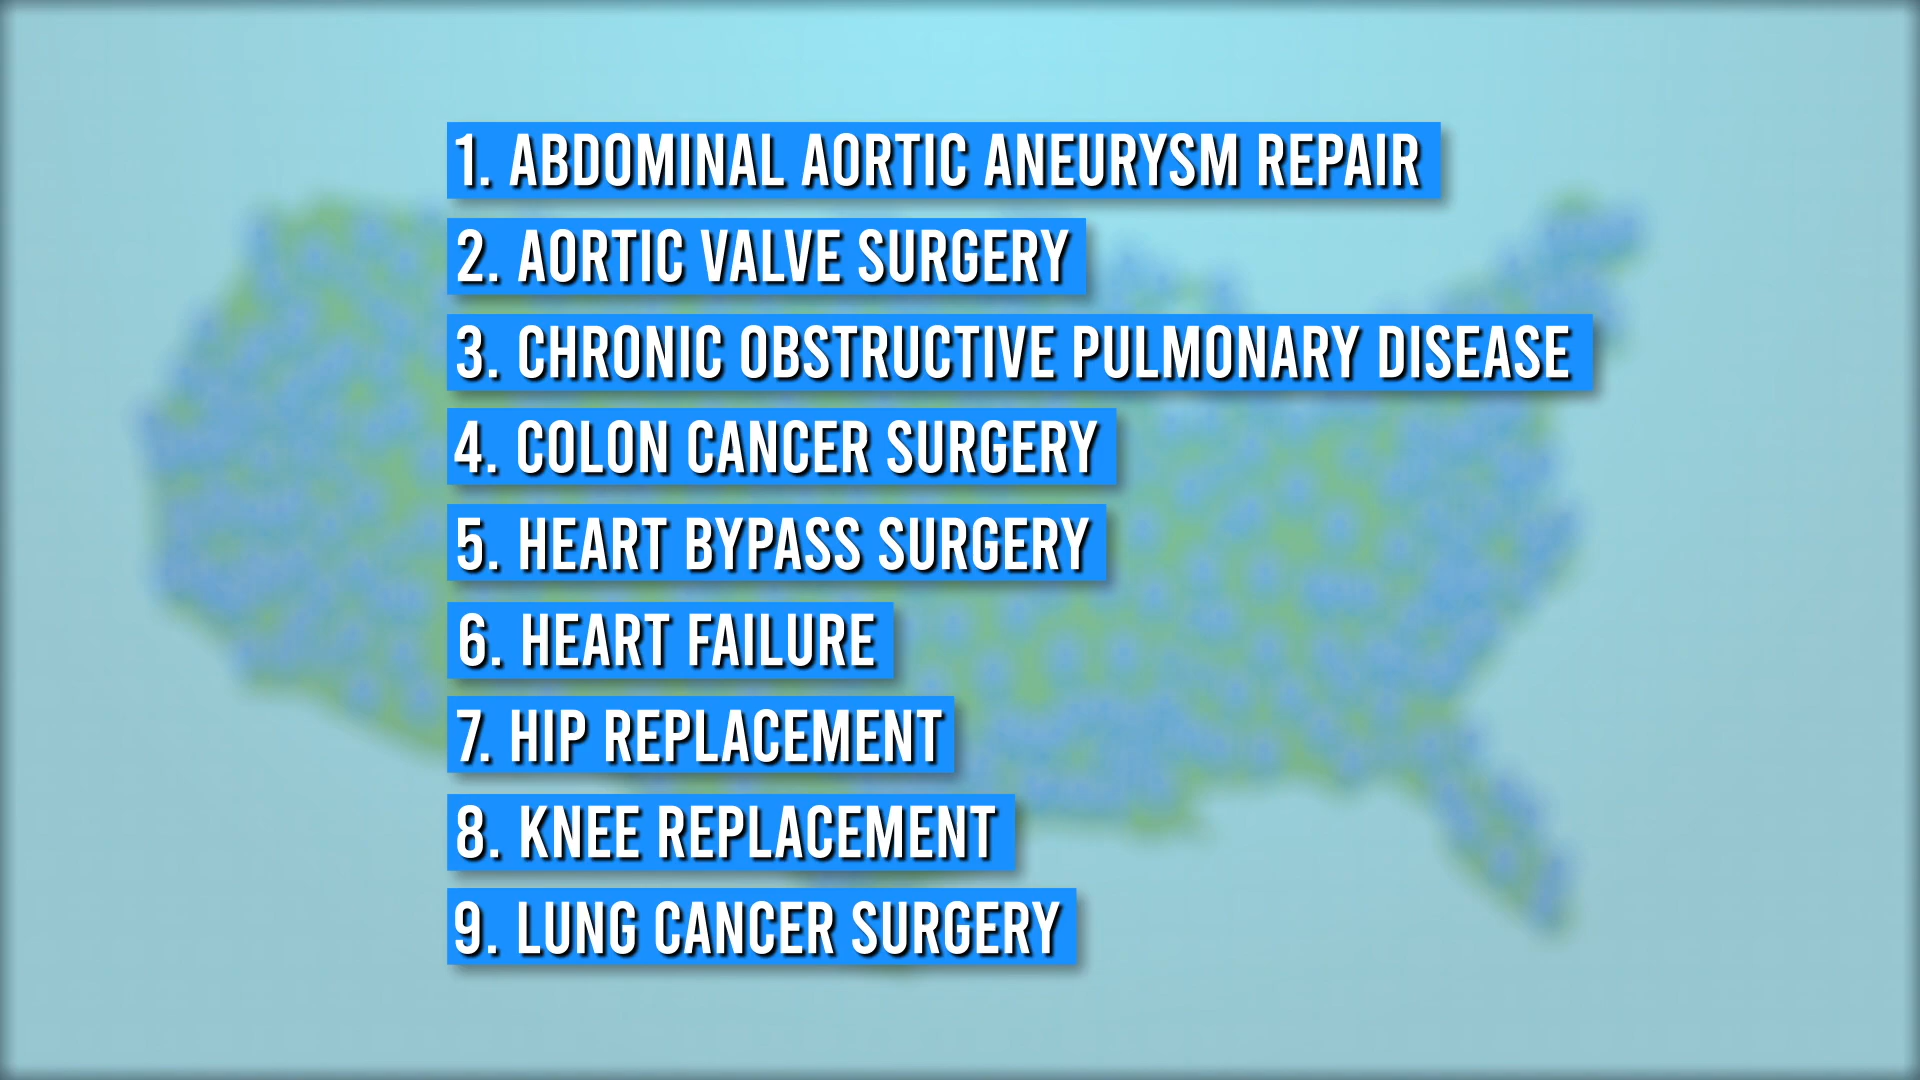 1. ABDOMINAL AORTIC ANEURYSM REPAIR
2. AORTIC VALVE SURGERY
3. CHRONIC OBSTRUCTIVE PULMONARY DISEASE
4. COLON CANCER SURGERY
5. HEART BYPASS SURGERY
6. HEART FAILURE
7. HIP REPLACEMENT
8. KNEE REPLACEMENT
9. LUNG CANCER SURGERY